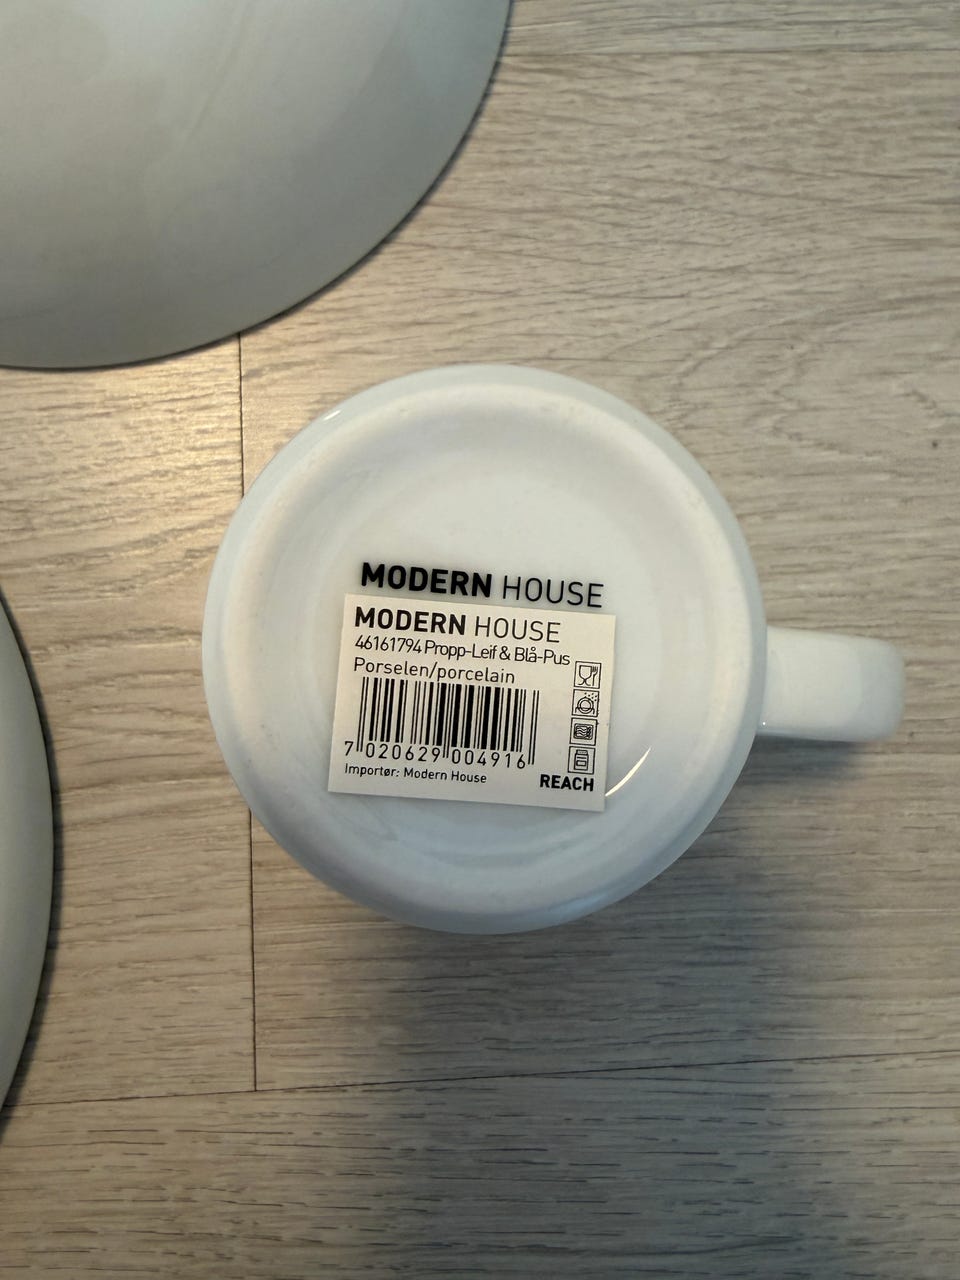 MODERN HOUSE
MODERN HOUSE
46161794 Propp-Leif & Blå-Pus
Porselen/porcelain
7 020629 004916
Importør: Modern House
REACH